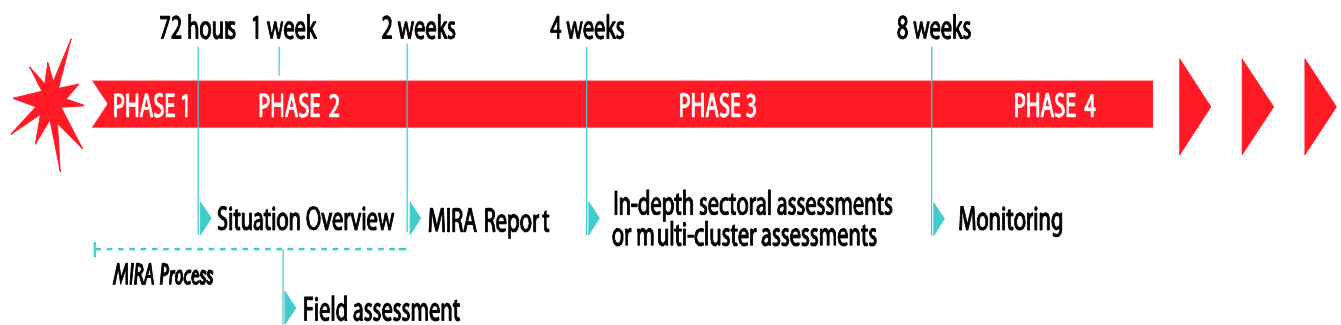 72 hours 1 week 2 weeks 4 weeks 8 weeks
PHASE 1 PHASE 2 PHASE 3 PHASE 4
Situation Overview MIRA Report In-depth sectoral assessments
or multi-cluster assessments Monitoring
MIRA Process
Field assessment